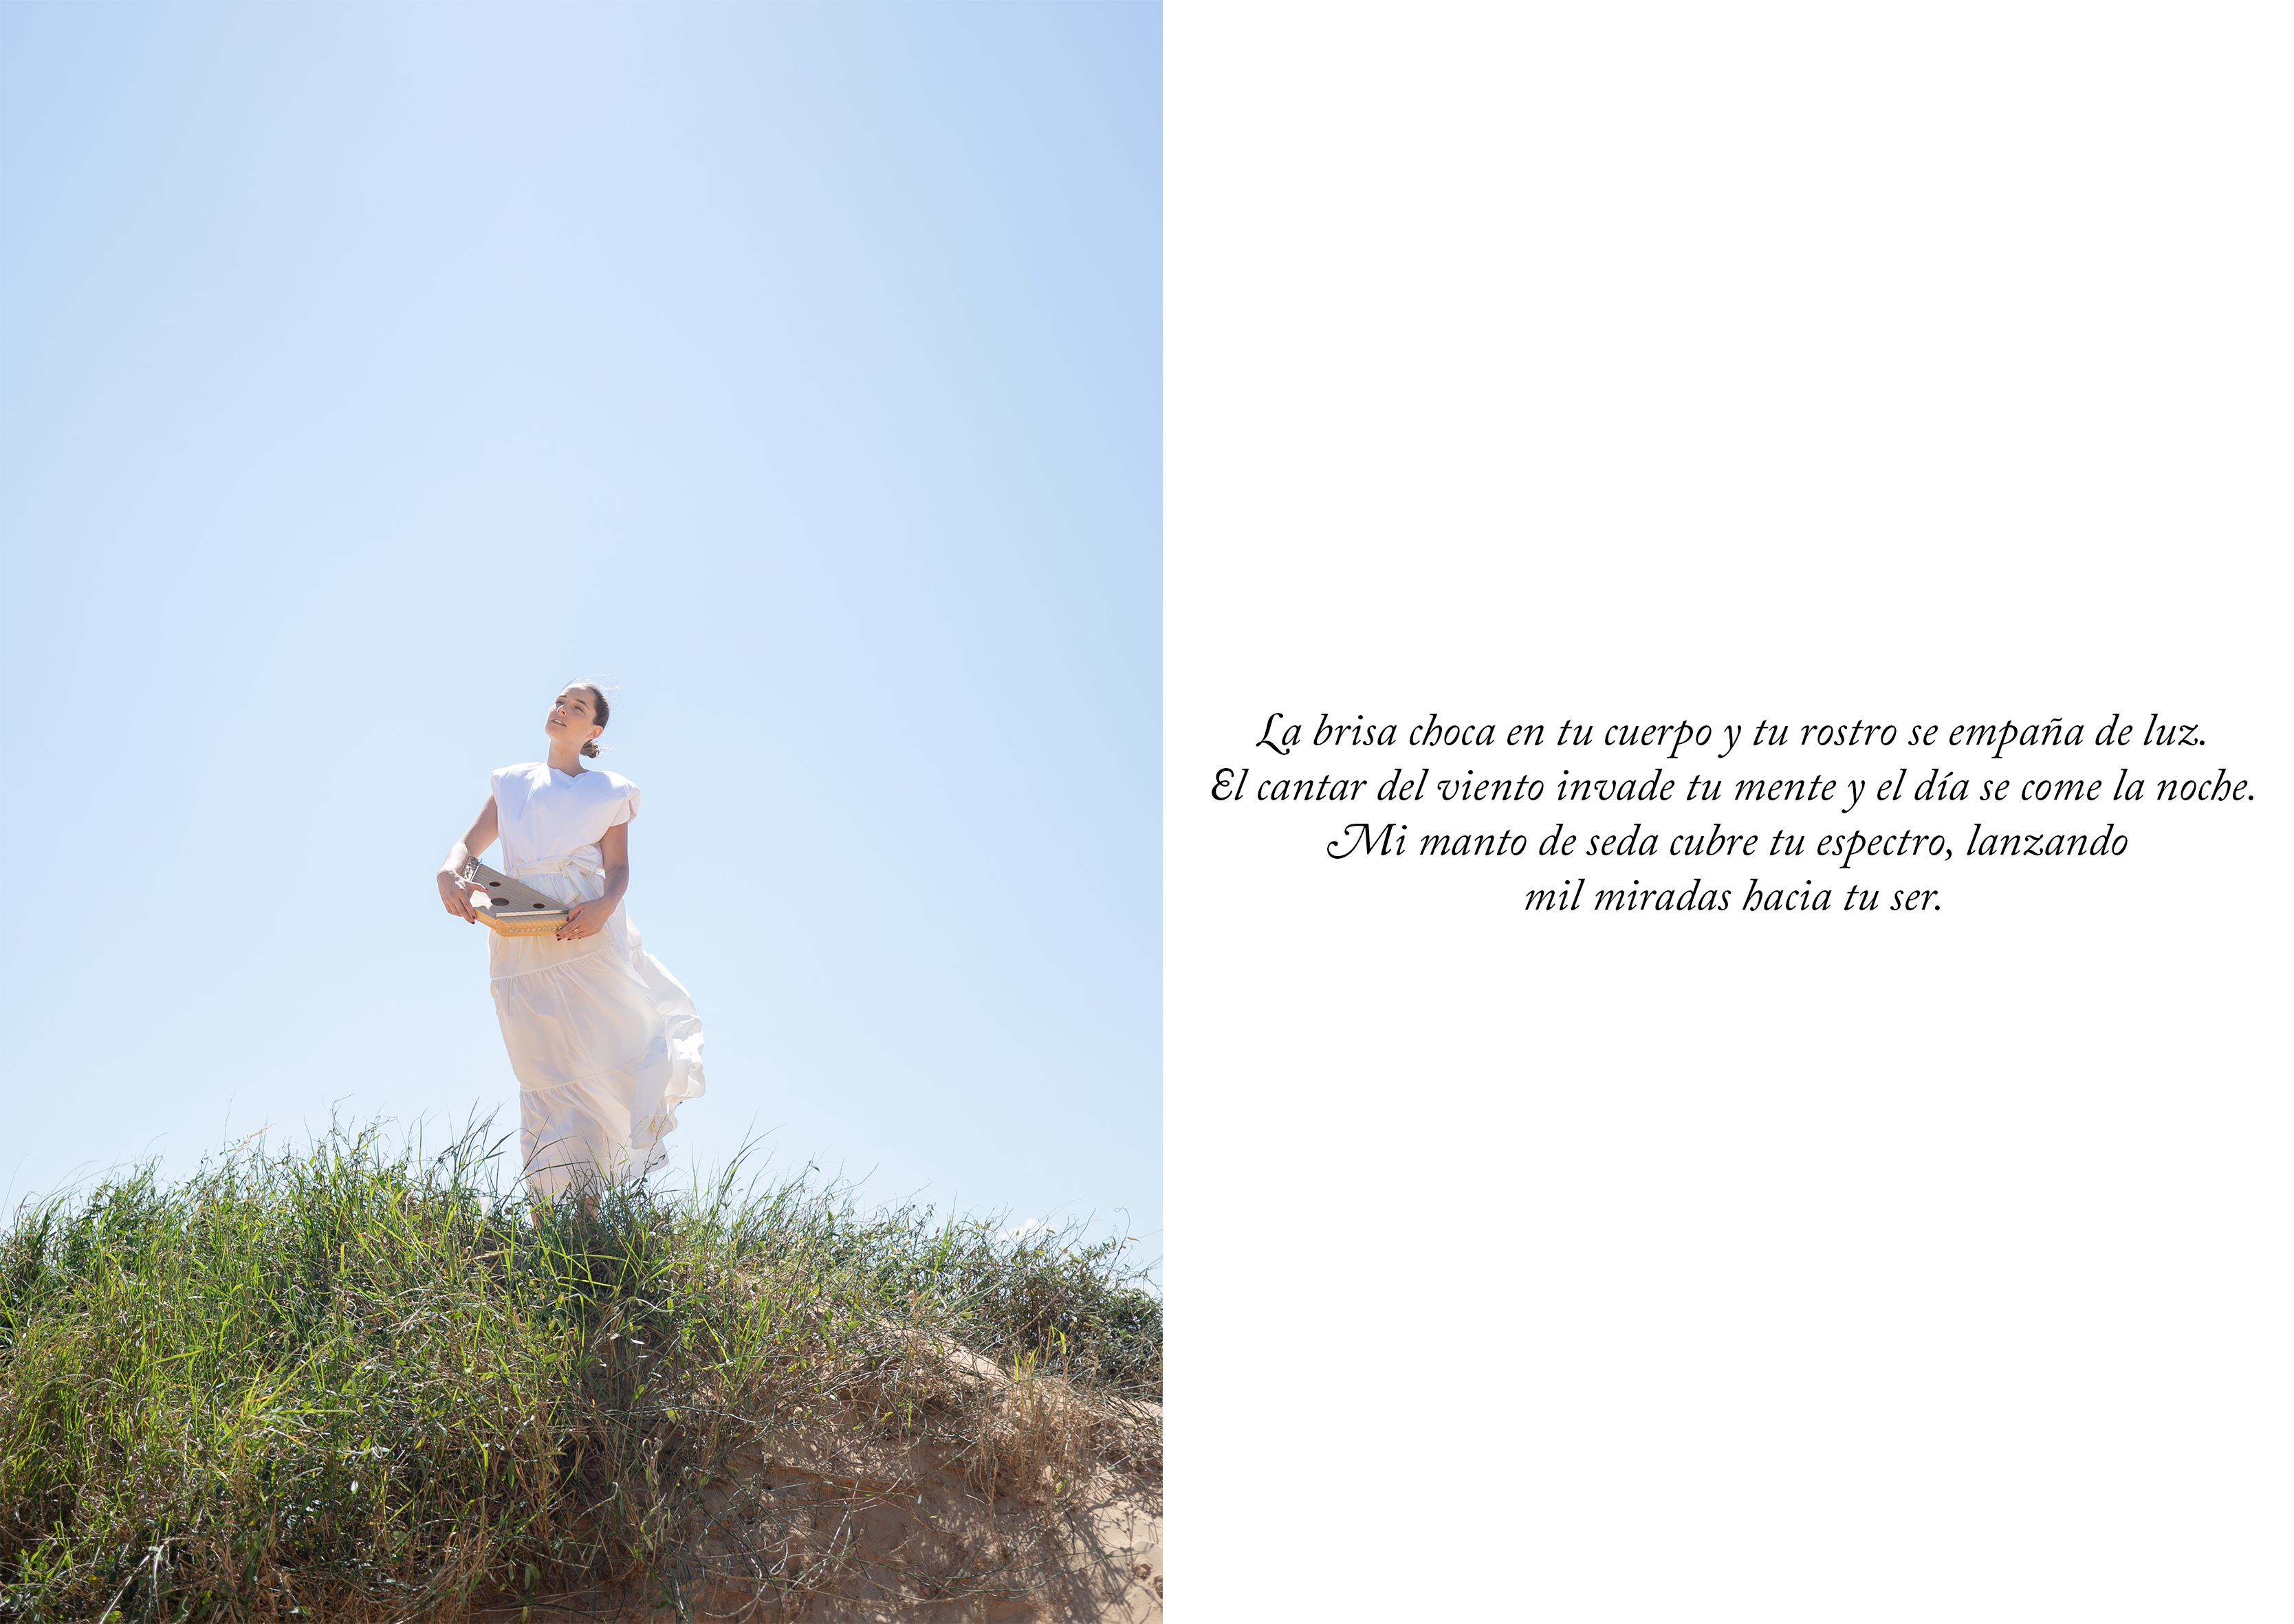 La brisa choca en tu cuerpo y tu rostro se empaña de luz.
El cantar del viento invade tu mente y el día se come la noche.
Mi manto de seda cubre tu espectro, lanzando
mil miradas hacia tu ser.